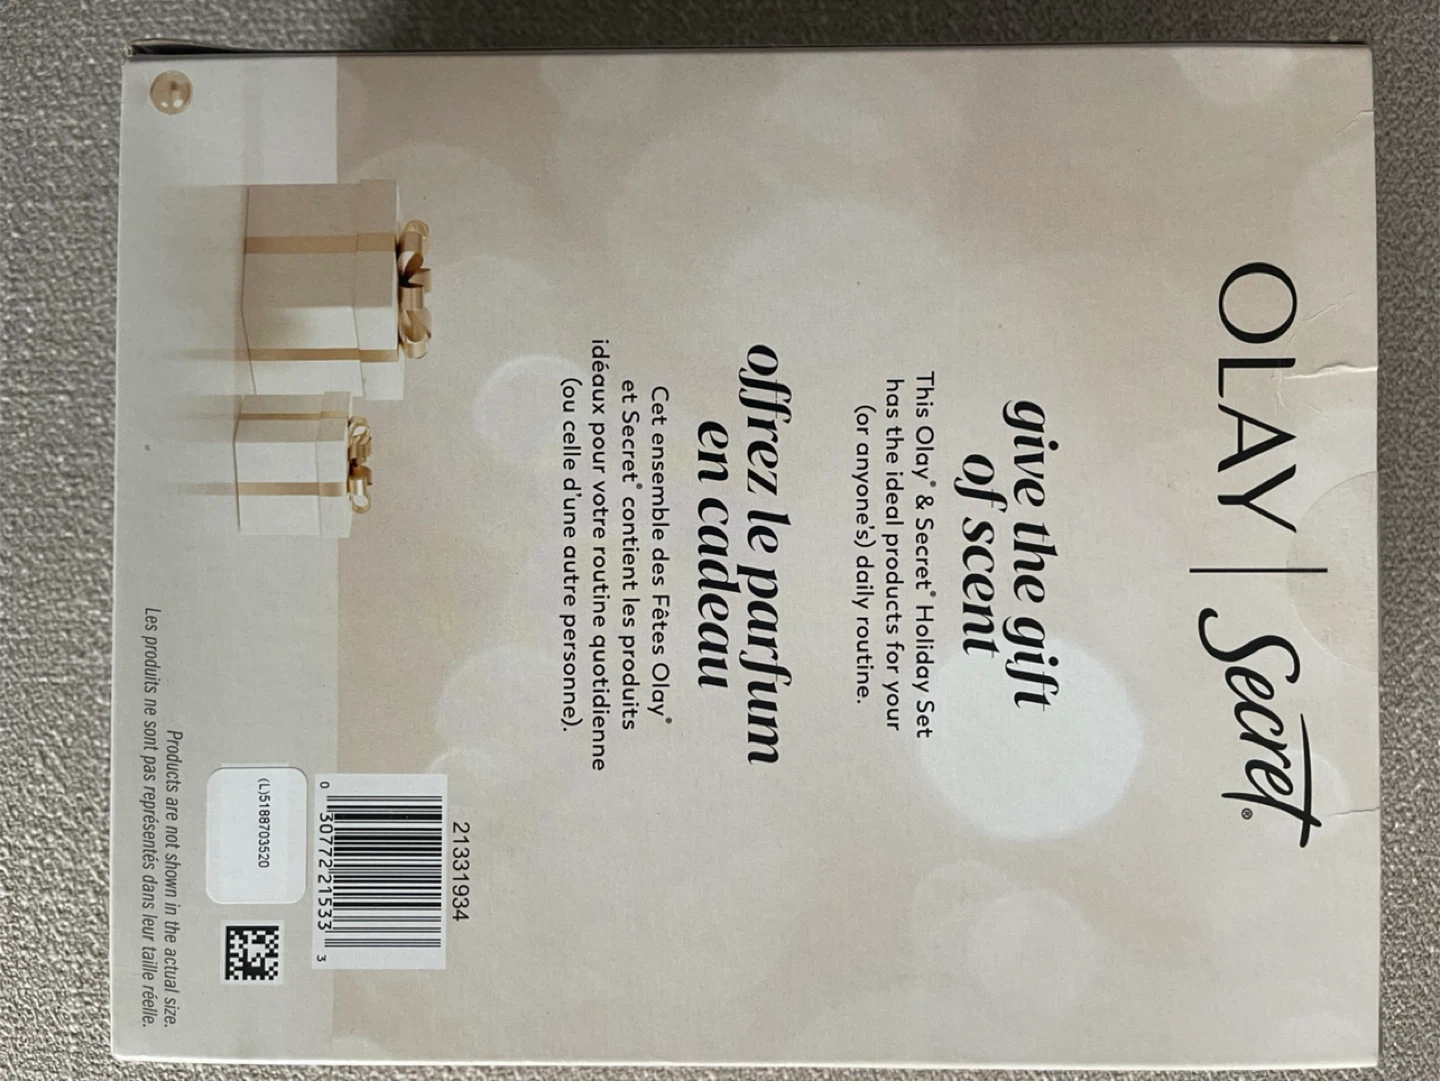 OLAY | Secret®
give the gift
of scent
This Olay® & Secret® Holiday Set
has the ideal products for your
(or anyone's) daily routine.
offrez le parfum
en cadeau
Cet ensemble des Fêtes Olay®
et Secret® contient les produits
idéaux pour votre routine quotidienne
(ou celle d'une autre personne).
21331934
0 30772 21533 3
(L)5188703520
Products are not shown in the actual size.
Les produits ne sont pas représentés dans leur taille réelle.